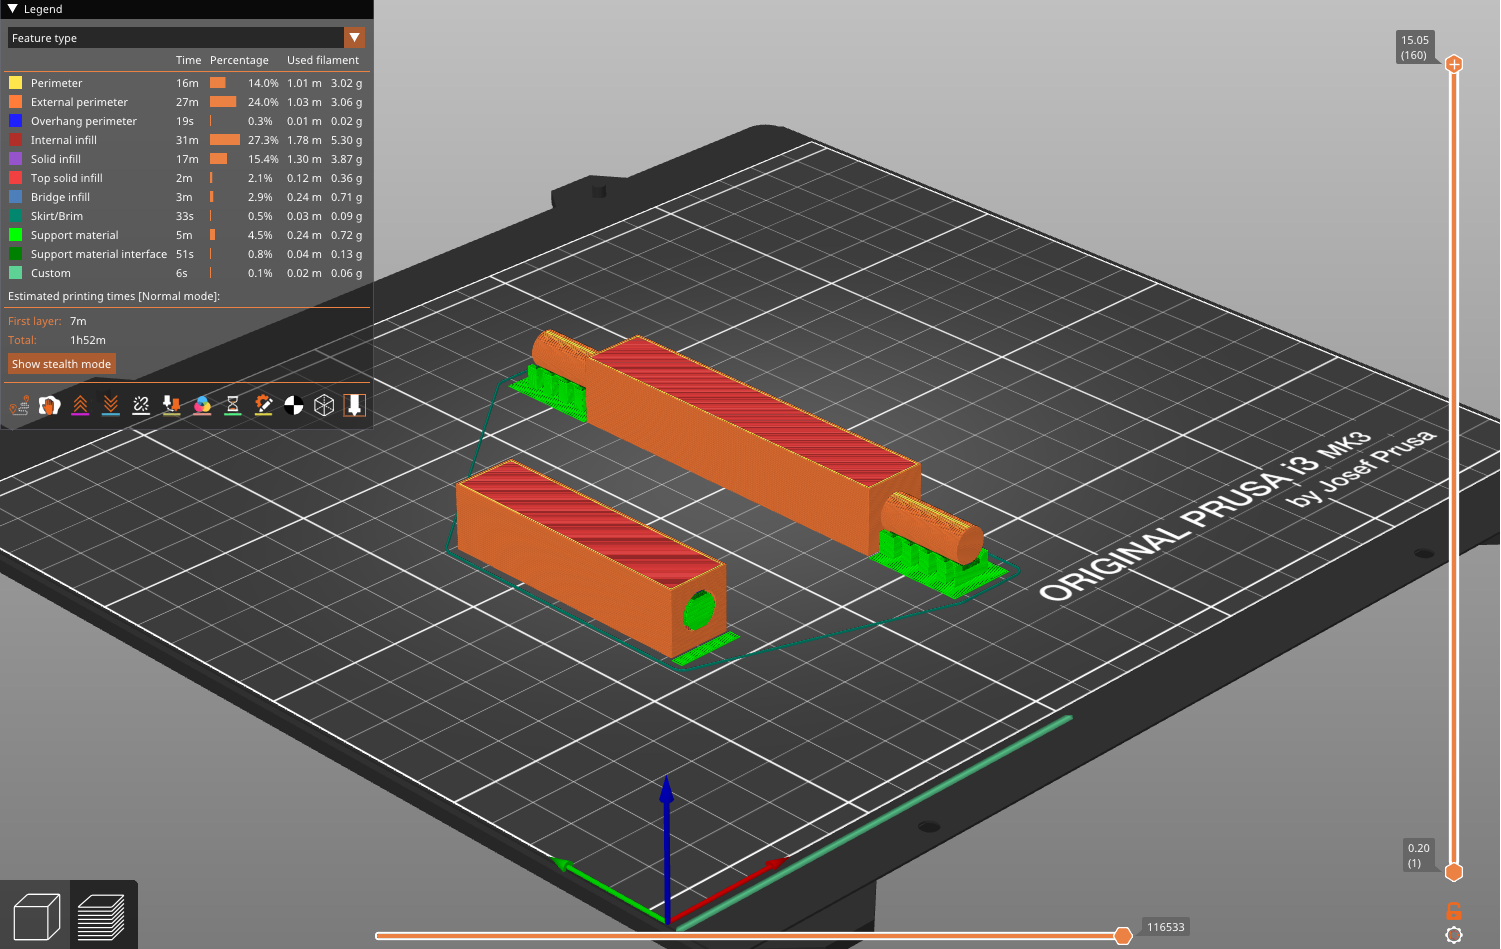 Legend
Feature type
Time Percentage Used filament
Perimeter 16m 14.0% 1.01 m 3.02 g
External perimeter 27m 24.0% 1.03 m 3.06 g
Overhang perimeter 19s 0.3% 0.01 m 0.02 g
Internal infill 31m 27.3% 1.78 m 5.30 g
Solid infill 17m 15.4% 1.30 m 3.87 g
Top solid infill 2m 2.1% 0.12 m 0.36 g
Bridge infill 3m 2.9% 0.24 m 0.71 g
Skirt/Brim 33s 0.5% 0.03 m 0.09 g
Support material 5m 4.5% 0.24 m 0.72 g
Support material interface 51s 0.8% 0.04 m 0.13 g
Custom 6s 0.1% 0.02 m 0.06 g
Estimated printing times [Normal mode]:
First layer: 7m
Total: 1h52m
Show stealth mode
15.05
(160)
ORIGINAL PRUSA i3 MK3
by Josef Prusa
0.20
(1)
116533